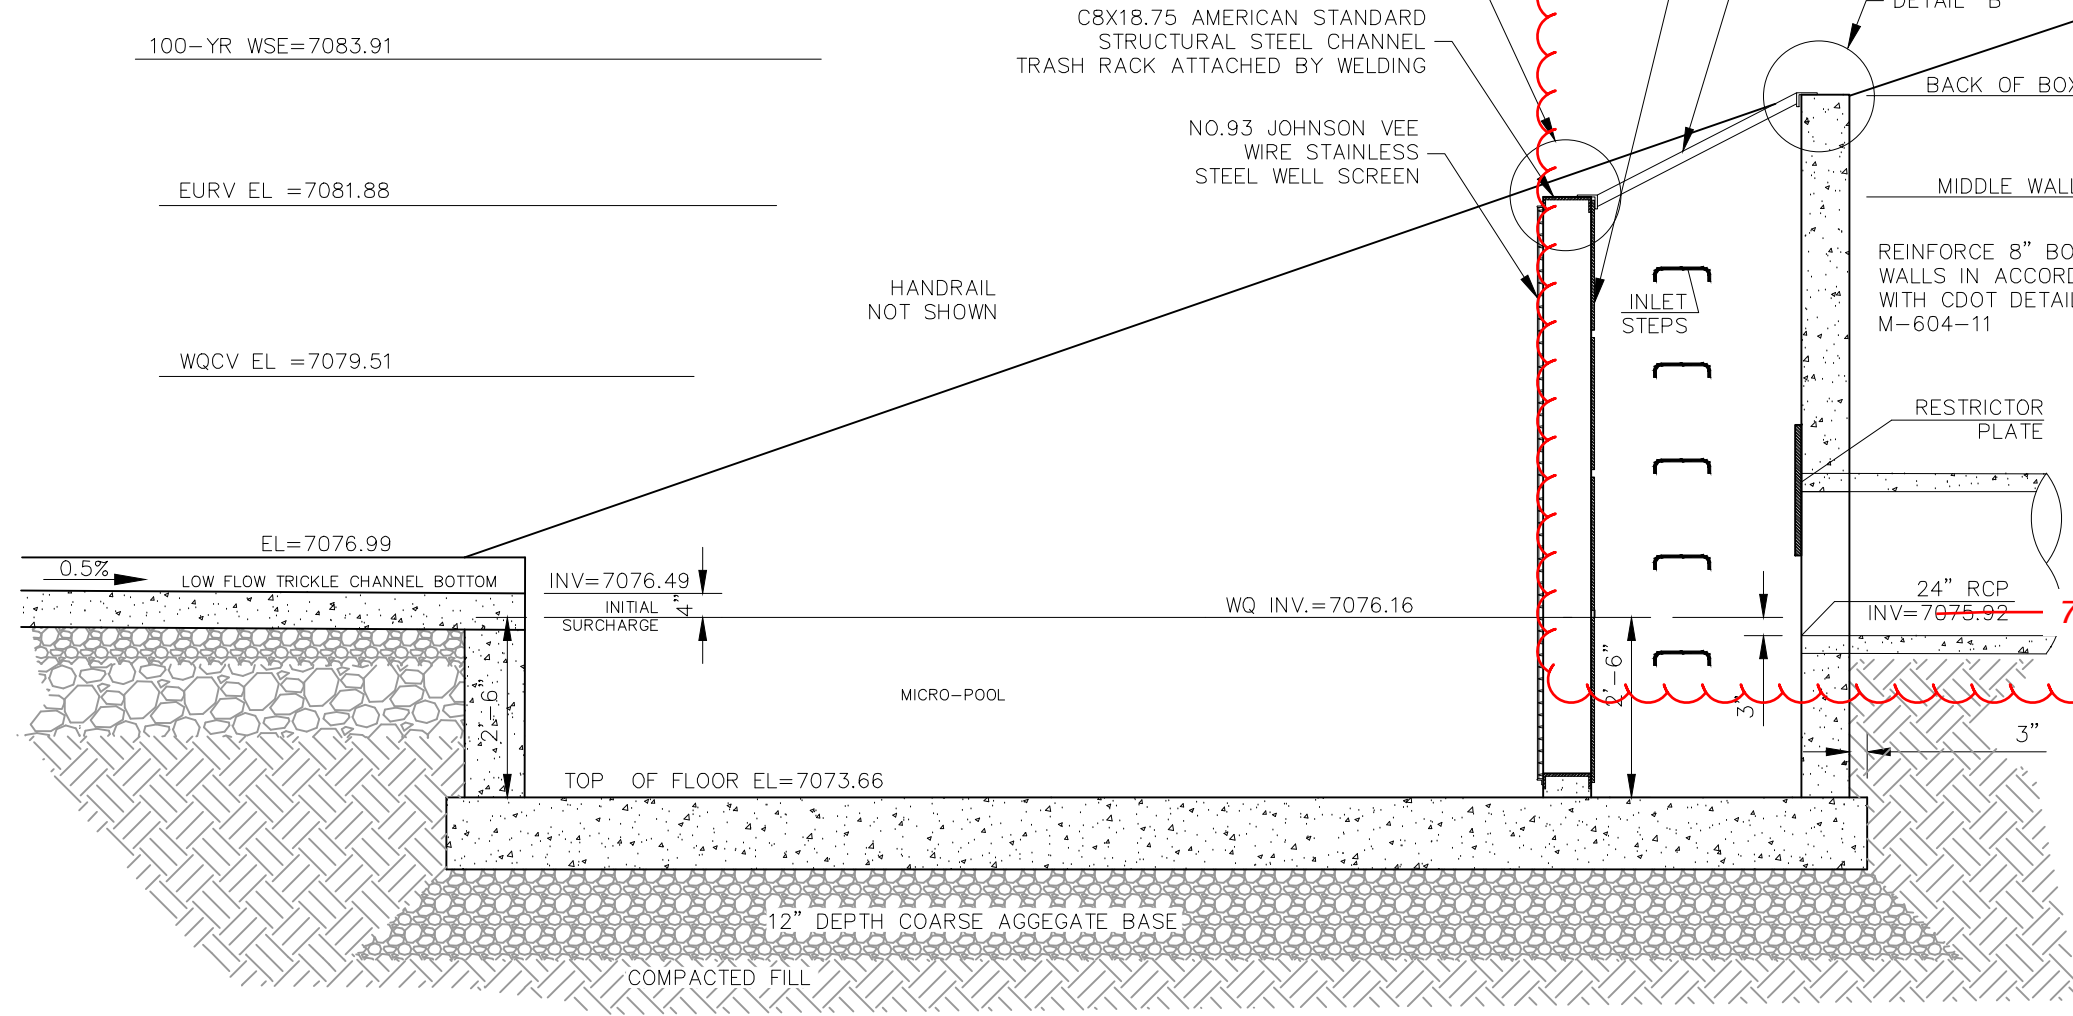 DETAIL B
C8X18.75 AMERICAN STANDARD
STRUCTURAL STEEL CHANNEL
TRASH RACK ATTACHED BY WELDING
100-YR WSE=7083.91
BACK OF BOX
NO.93 JOHNSON VEE
WIRE STAINLESS
STEEL WELL SCREEN
EURV EL =7081.88
MIDDLE WALL
REINFORCE 8"
WALLS IN
WITH CDOT DETAIL
M-604-11
HANDRAIL
NOT SHOWN
INLET
STEPS
WQCV EL =7079.51
RESTRICTOR
PLATE
EL=7076.99
0.5%
LOW FLOW TRICKLE CHANNEL BOTTOM
INV=7076.49
INITIAL
SURCHARGE
4"
WQ INV.=7076.16
24" RCP
INV=7075.92
7
2'-6"
MICRO-POOL
2'-6"
3"
3"
TOP OF FLOOR EL=7073.66
12" DEPTH COARSE AGGEGATE BASE
COMPACTED FILL